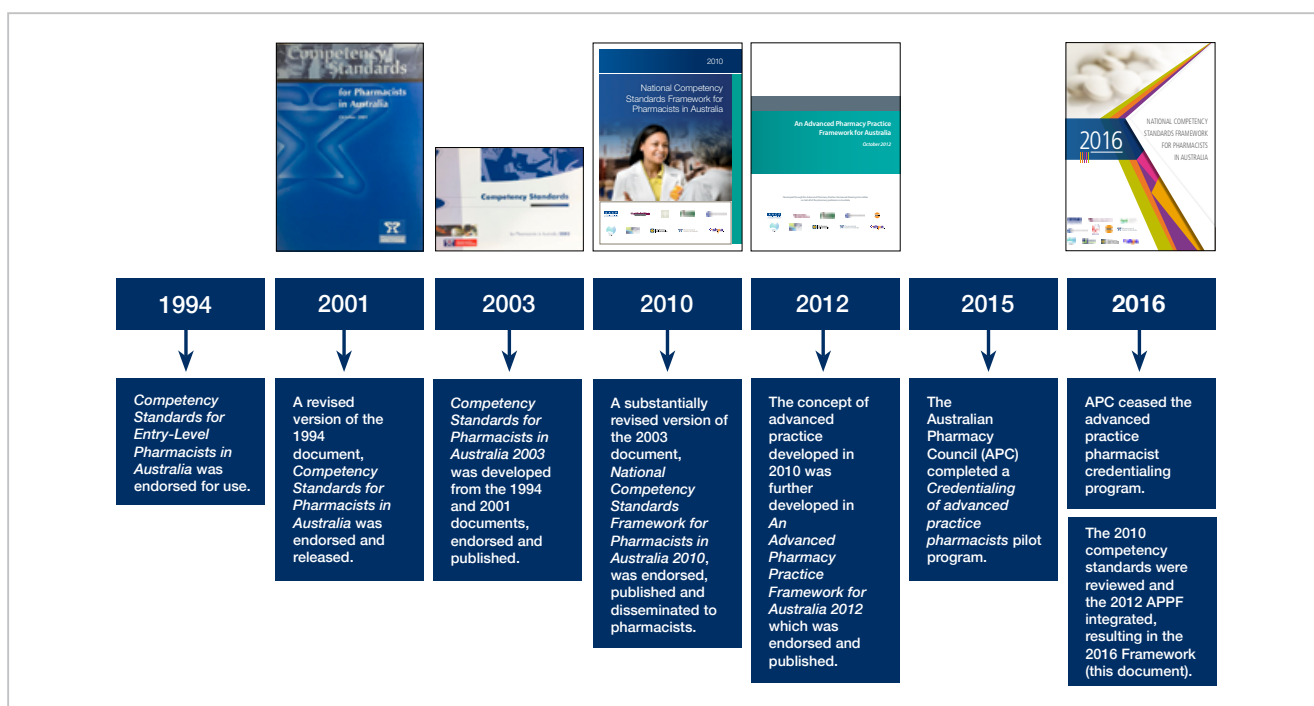 Competency
Standards
for Pharmacists
in Australia
October 2001
Competency Standards
for Pharmacists in Australia 2003
2010
National Competency
Standards Framework for
Pharmacists in Australia
An Advanced Pharmacy Practice
Framework for Australia
October 2012
2016
NATIONAL COMPETENCY
STANDARDS FRAMEWORK
FOR PHARMACISTS
IN AUSTRALIA
1994
2001
2003
2010
2012
2015
2016
Competency
Standards for
Entry-Level
Pharmacists in
Australia was
endorsed for use.
A revised
version of the
1994
document,
Competency
Standards for
Pharmacists in
Australia was
endorsed and
released.
Competency
Standards for
Pharmacists in
Australia 2003
was developed
from the 1994
and 2001
documents,
endorsed and
published.
A substantially
revised version of
the 2003
document,
National
Competency
Standards
Framework for
Pharmacists in
Australia 2010,
was endorsed,
published and
disseminated to
pharmacists.
The concept of
advanced
practice
developed in
2010 was
further
developed in
An
Advanced
Pharmacy
Practice
Framework for
Australia 2012
which was
endorsed and
published.
The
Australian
Pharmacy
Council (APC)
completed a
Credentialing
of advanced
practice
pharmacists pilot
program.
APC ceased the
advanced
practice
pharmacist
credentialing
program.
The 2010
competency
standards were
reviewed and
the 2012 APPF
integrated,
resulting in the
2016 Framework
(this document).